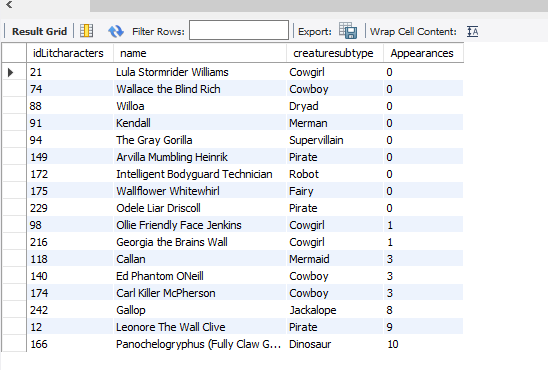 Result Grid Filter Rows: Export: Wrap Cell Content:
idLitcharacters name creaturesubtype Appearances
21 Lula Stormrider Williams Cowgirl 0
74 Wallace the Blind Rich Cowboy 0
88 Willoa Dryad 0
91 Kendall Merman 0
94 The Gray Gorilla Supervillain 0
149 Arvilla Mumbling Heinrik Pirate 0
172 Intelligent Bodyguard Technician Robot 0
175 Wallflower Whitewhirl Fairy 0
229 Odele Liar Driscoll Pirate 0
98 Ollie Friendly Face Jenkins Cowgirl 1
216 Georgia the Brains Wall Cowgirl 1
118 Callan Mermaid 3
140 Ed Phantom ONeill Cowboy 3
174 Carl Killer McPherson Cowboy 3
242 Gallop Jackalope 8
12 Leonore The Wall Clive Pirate 9
166 Panochelogryphus (Fully Claw G... Dinosaur 10